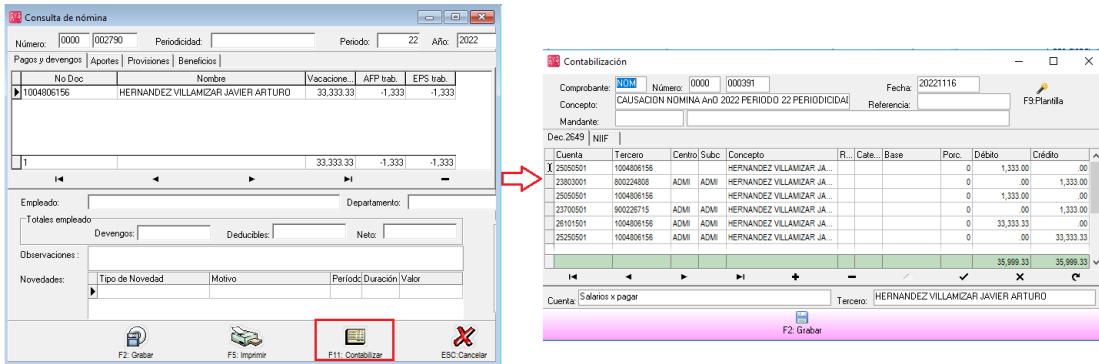 Consulta de nómina
Número: 0000 002790 Periodicidad: Periodo: 22 Año: 2022
Pagos y devengos Aportes Provisiones Beneficios
No Doc Nombre Vacacione... AFP trab. EPS trab.
1004806156 HERNANDEZ VILLAMIZAR JAVIER ARTURO 33,333.33 -1,333 -1,333
1 33,333.33 -1,333 -1,333
Empleado: Departamento:
Totales empleado
Devengos: Deducibles: Neto:
Observaciones :
Novedades: Tipo de Novedad Motivo Período Duración Valor
F2: Grabar F5: Imprimir F11: Contabilizar ESC:Cancelar
Contabilización
Comprobante: NOM Número: 0000 000391 Fecha: 20221116
Concepto: CAUSACION NOMINA AnO 2022 PERIODO 22 PERIODICIDAD Referencia: F9:Plantilla
Mandante:
Dec.2649 NIIF
Cuenta Tercero Centro Subc Concepto R... Cate... Base Porc. Débito Crédito
25050501 1004806156 HERNANDEZ VILLAMIZAR JA... 0 1,333.00 .00
23803001 800224808 ADMI ADMI HERNANDEZ VILLAMIZAR JA... 0 .00 1,333.00
25050501 1004806156 HERNANDEZ VILLAMIZAR JA... 0 1,333.00 .00
23700501 900226715 ADMI ADMI HERNANDEZ VILLAMIZAR JA... 0 .00 1,333.00
26101501 1004806156 ADMI ADMI HERNANDEZ VILLAMIZAR JA... 0 33,333.33 .00
25250501 1004806156 ADMI ADMI HERNANDEZ VILLAMIZAR JA... 0 .00 33,333.33
35,999.33 35,999.33
Cuenta: Salarios x pagar Tercero: HERNANDEZ VILLAMIZAR JAVIER ARTURO
F2: Grabar